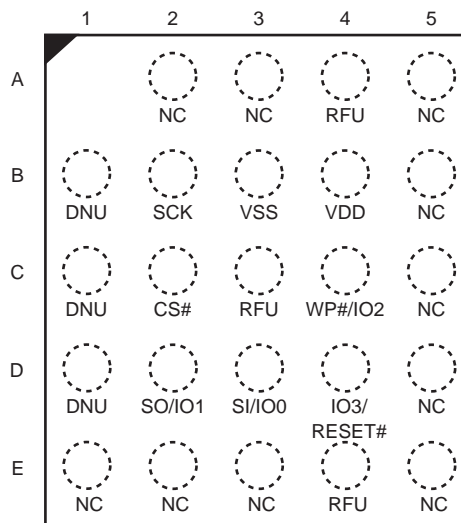 1 2 3 4 5
A
NC NC RFU NC
B
DNU SCK VSS VDD NC
C
DNU CS# RFU WP#/IO2 NC
D
DNU SO/IO1 SI/IO0 IO3/ NC
RESET#
E
NC NC NC RFU NC